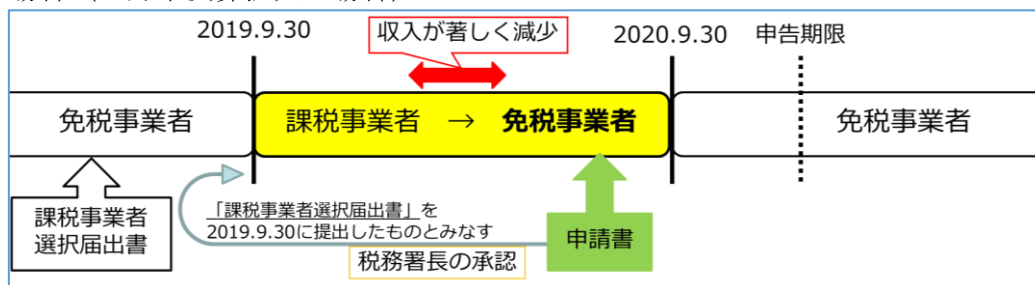 2019.9.30
収入が著しく減少
2020.9.30
申告期限
免税事業者
課税事業者 → 免税事業者
免税事業者
課税事業者
選択届出書
「課税事業者選択届出書」を
2019.9.30に提出したものとみなす
税務署長の承認
申請書